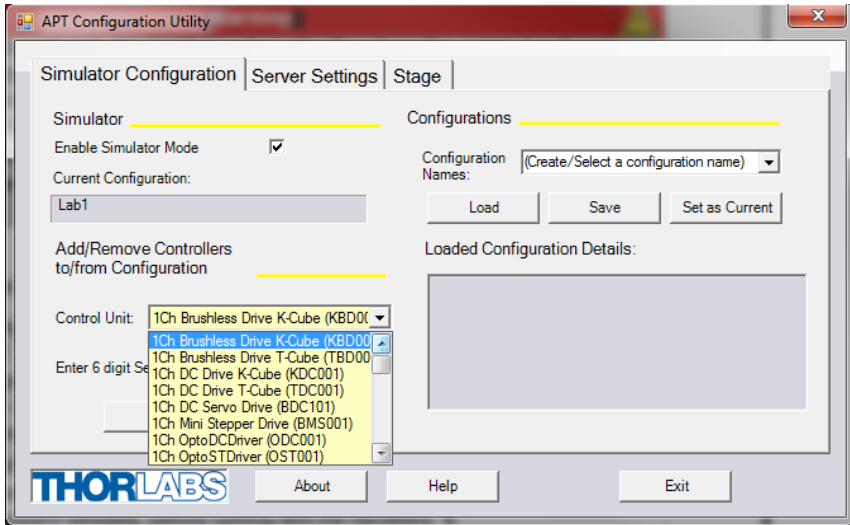 APT Configuration Utility
Simulator Configuration
Server Settings
Stage
Simulator
Enable Simulator Mode
Current Configuration:
Lab1
Add/Remove Controllers
to/from Configuration
Control Unit:
1Ch Brushless Drive K-Cube (KBD00
1Ch Brushless Drive K-Cube (KBD00
1Ch Brushless Drive T-Cube (TBD00
1Ch DC Drive K-Cube (KDC001)
1Ch DC Drive T-Cube (TDC001)
1Ch DC Servo Drive (BDC101)
1Ch Mini Stepper Drive (BMS001)
1Ch OptoDCDriver (ODC001)
1Ch OptoSTDriver (OST001)
Enter 6 digit Se
Configurations
Configuration
Names:
(Create/Select a configuration name)
Load
Save
Set as Current
Loaded Configuration Details:
THORLABS
About
Help
Exit